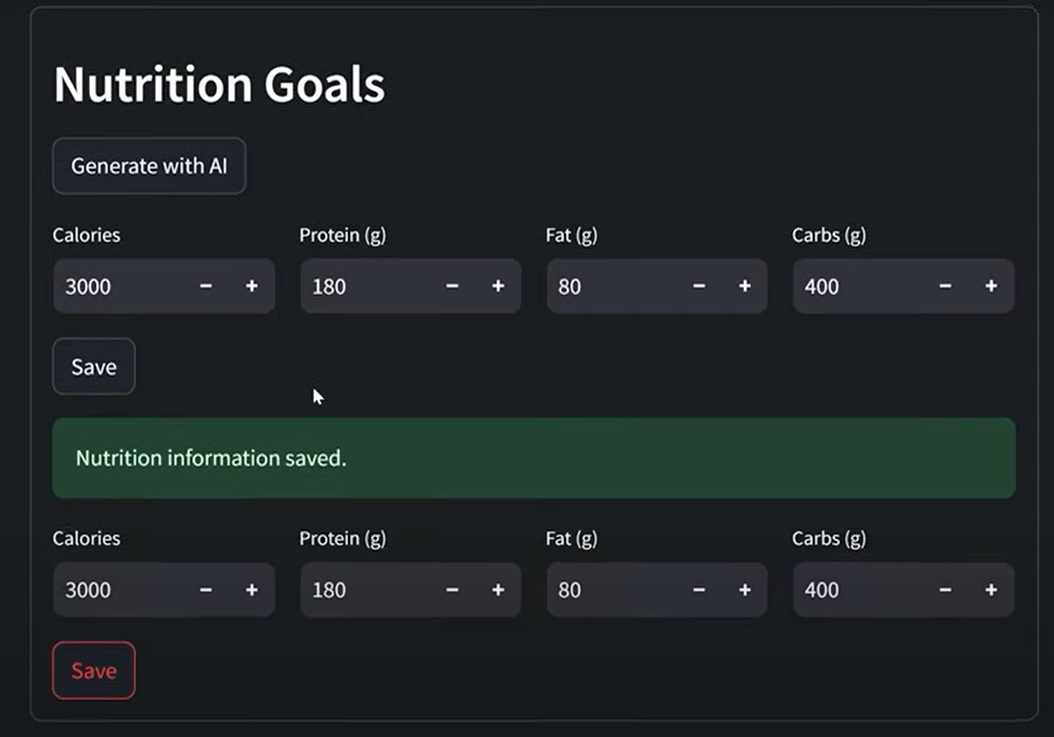 Nutrition Goals
Generate with AI
Calories Protein (g) Fat (g) Carbs (g)
3000 − + 180 − + 80 − + 400 − +
Save
Nutrition information saved.
Calories Protein (g) Fat (g) Carbs (g)
3000 − + 180 − + 80 − + 400 − +
Save